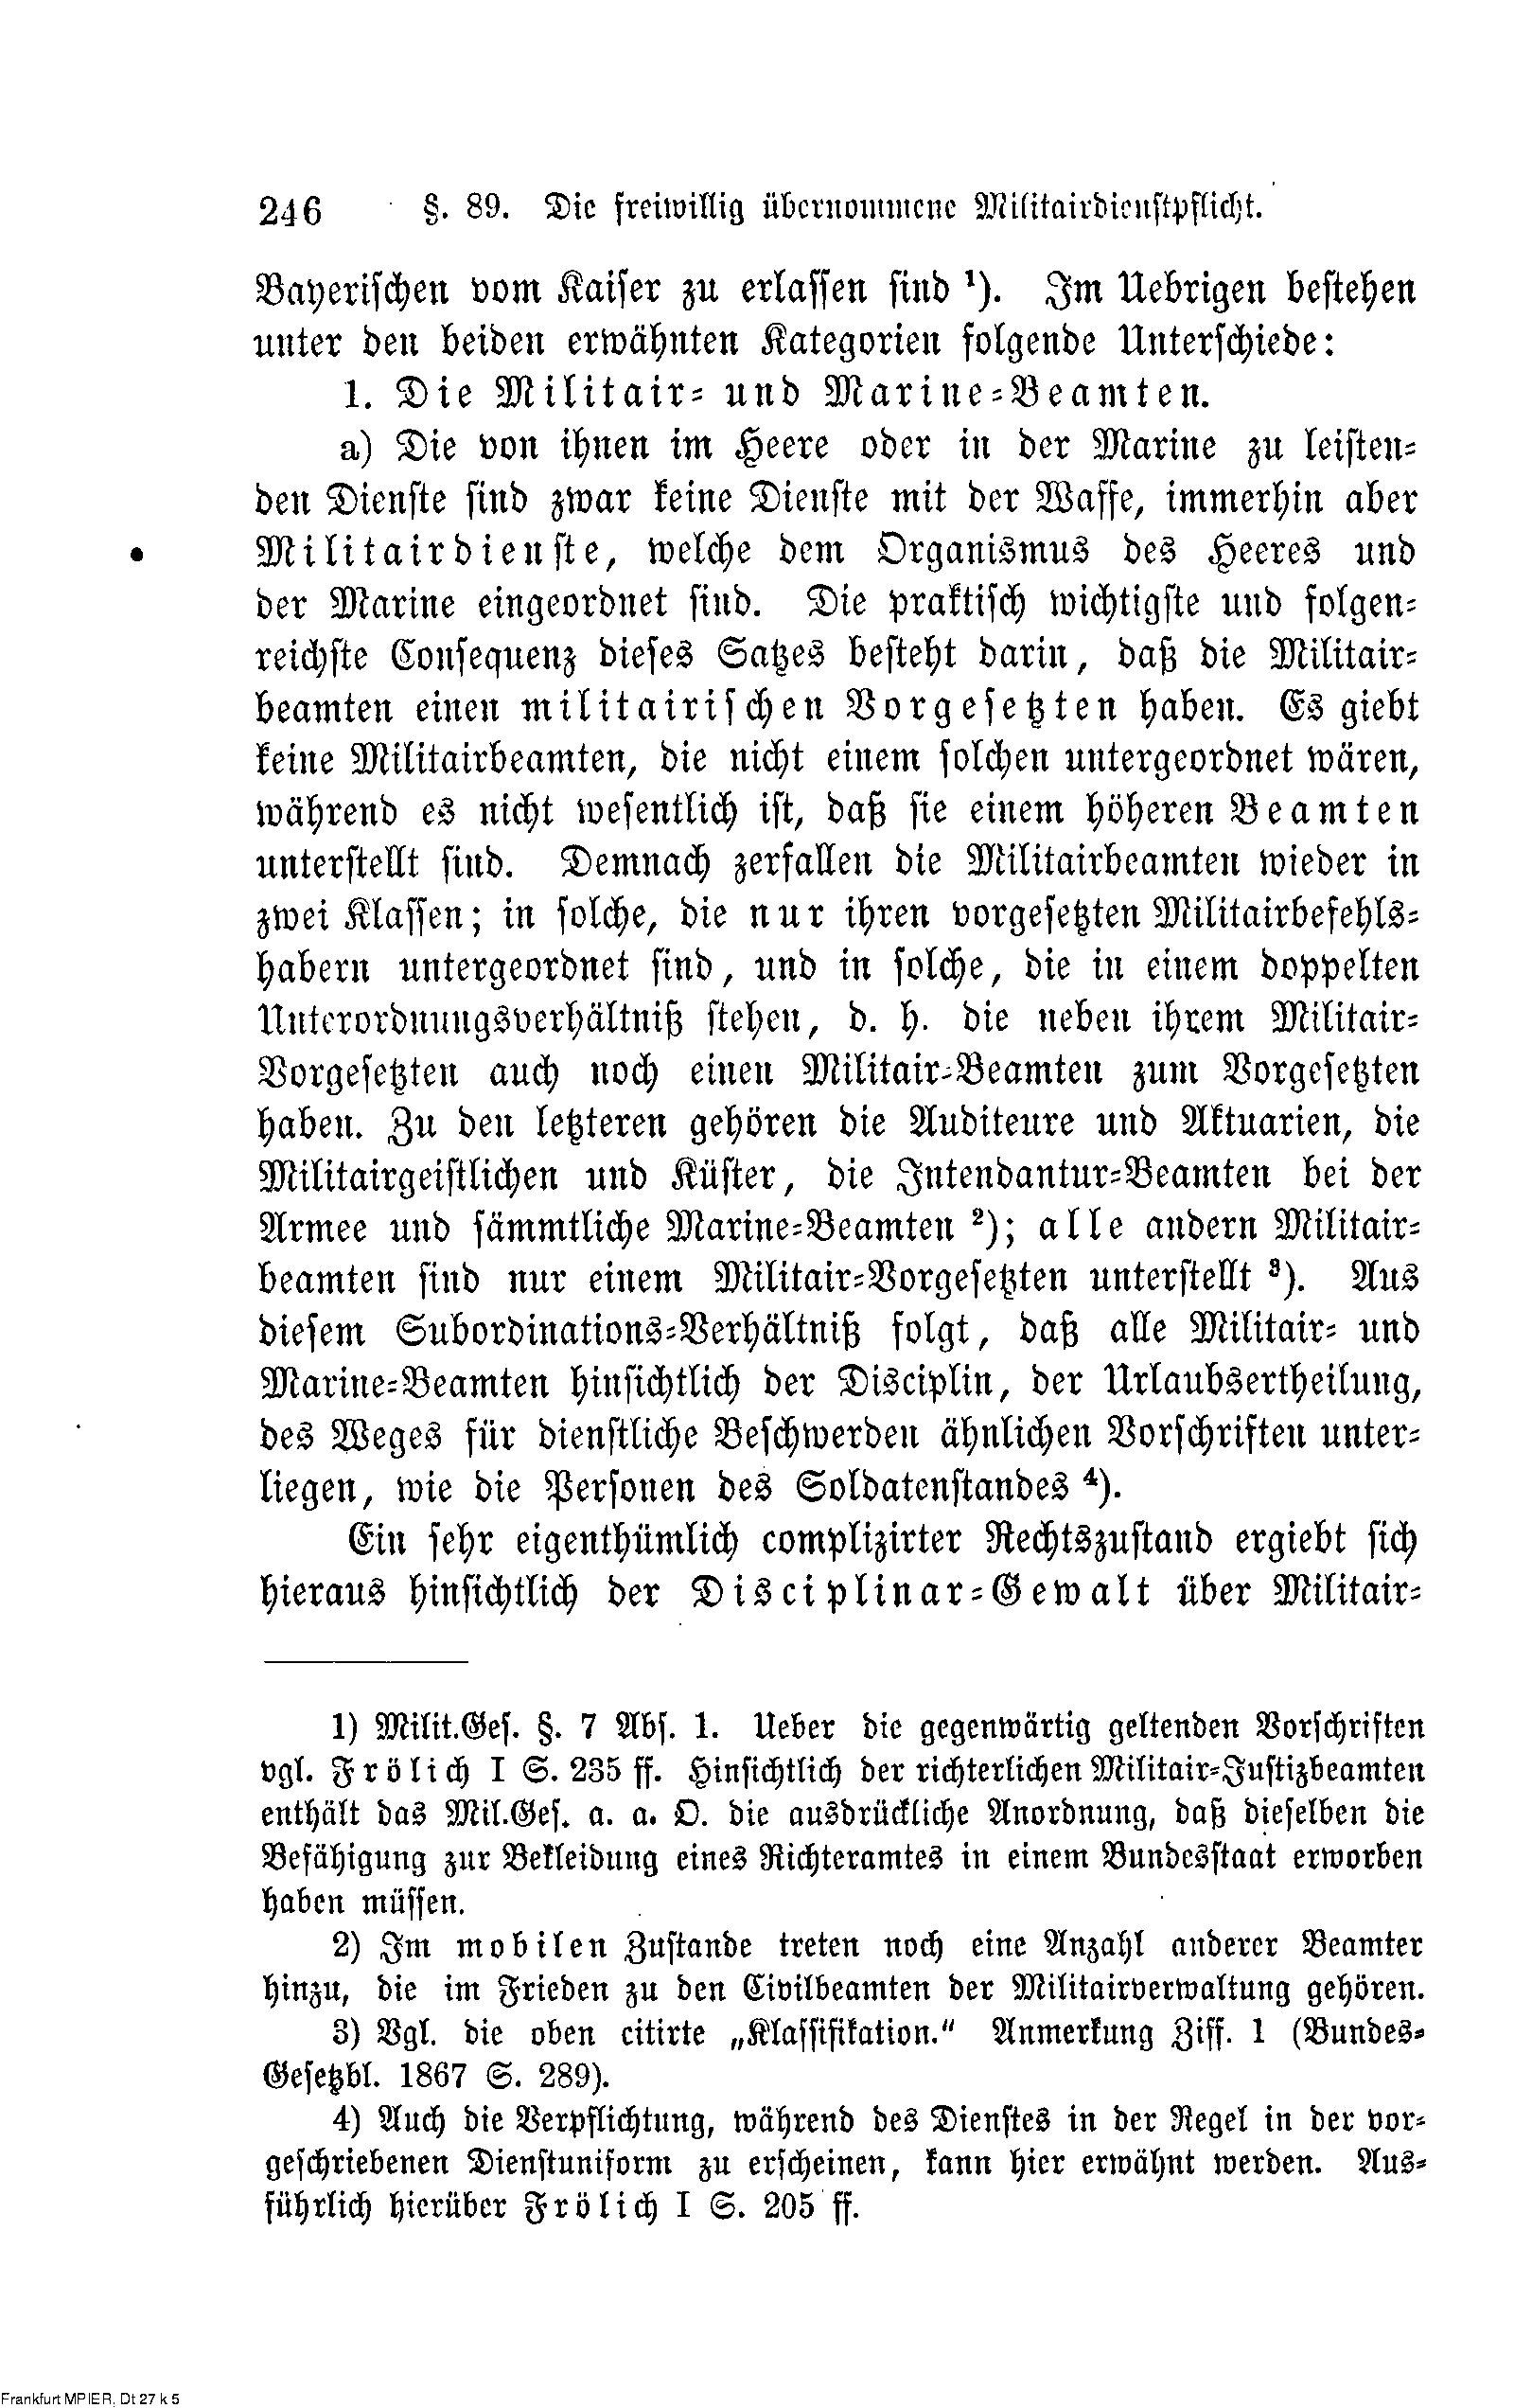 246 §. 89. Die freiwillig übernommene Militairdienstpflicht.
Bayerischen vom Kaiser zu erlassen sind ¹). Im Uebrigen bestehen
unter den beiden erwähnten Kategorien folgende Unterschiede:
1. Die Militair- und Marine-Beamten.
a) Die von ihnen im Heere oder in der Marine zu leisten-
den Dienste sind zwar keine Dienste mit der Waffe, immerhin aber
Militairdienste, welche dem Organismus des Heeres und
der Marine eingeordnet sind. Die praktisch wichtigste und folgen-
reichste Consequenz dieses Satzes besteht darin, daß die Militair-
beamten einen militairischen Vorgesetzten haben. Es giebt
keine Militairbeamten, die nicht einem solchen untergeordnet wären,
während es nicht wesentlich ist, daß sie einem höheren Beamten
unterstellt sind. Demnach zerfallen die Militairbeamten wieder in
zwei Klassen; in solche, die nur ihren vorgesetzten Militairbefehls-
habern untergeordnet sind, und in solche, die in einem doppelten
Unterordnungsverhältniß stehen, d. h. die neben ihrem Militair-
Vorgesetzten auch noch einen Militair-Beamten zum Vorgesetzten
haben. Zu den letzteren gehören die Auditeure und Aktuarien, die
Militairgeistlichen und Küster, die Intendantur-Beamten bei der
Armee und sämmtliche Marine-Beamten ²); alle andern Militair-
beamten sind nur einem Militair-Vorgesetzten unterstellt ³). Aus
diesem Subordinations-Verhältniß folgt, daß alle Militair- und
Marine-Beamten hinsichtlich der Disciplin, der Urlaubsertheilung,
des Weges für dienstliche Beschwerden ähnlichen Vorschriften unter-
liegen, wie die Personen des Soldatenstandes ⁴).
Ein sehr eigenthümlich complizirter Rechtszustand ergiebt sich
hieraus hinsichtlich der Disciplinar-Gewalt über Militair-
1) Milit.Ges. §. 7 Abs. 1. Ueber die gegenwärtig geltenden Vorschriften
vgl. Frölich I S. 235 ff. Hinsichtlich der richterlichen Militair-Justizbeamten
enthält das Mil.Ges. a. a. O. die ausdrückliche Anordnung, daß dieselben die
Befähigung zur Bekleidung eines Richteramtes in einem Bundesstaat erworben
haben müssen.
2) Im mobilen Zustande treten noch eine Anzahl anderer Beamter
hinzu, die im Frieden zu den Civilbeamten der Militairverwaltung gehören.
3) Vgl. die oben citirte „Klassifikation." Anmerkung Ziff. 1 (Bundes-
Gesetzbl. 1867 S. 289).
4) Auch die Verpflichtung, während des Dienstes in der Regel in der vor-
geschriebenen Dienstuniform zu erscheinen, kann hier erwähnt werden. Aus-
führlich hierüber Frölich I S. 205 ff.
Frankfurt MPIER, Dt 27 k 5